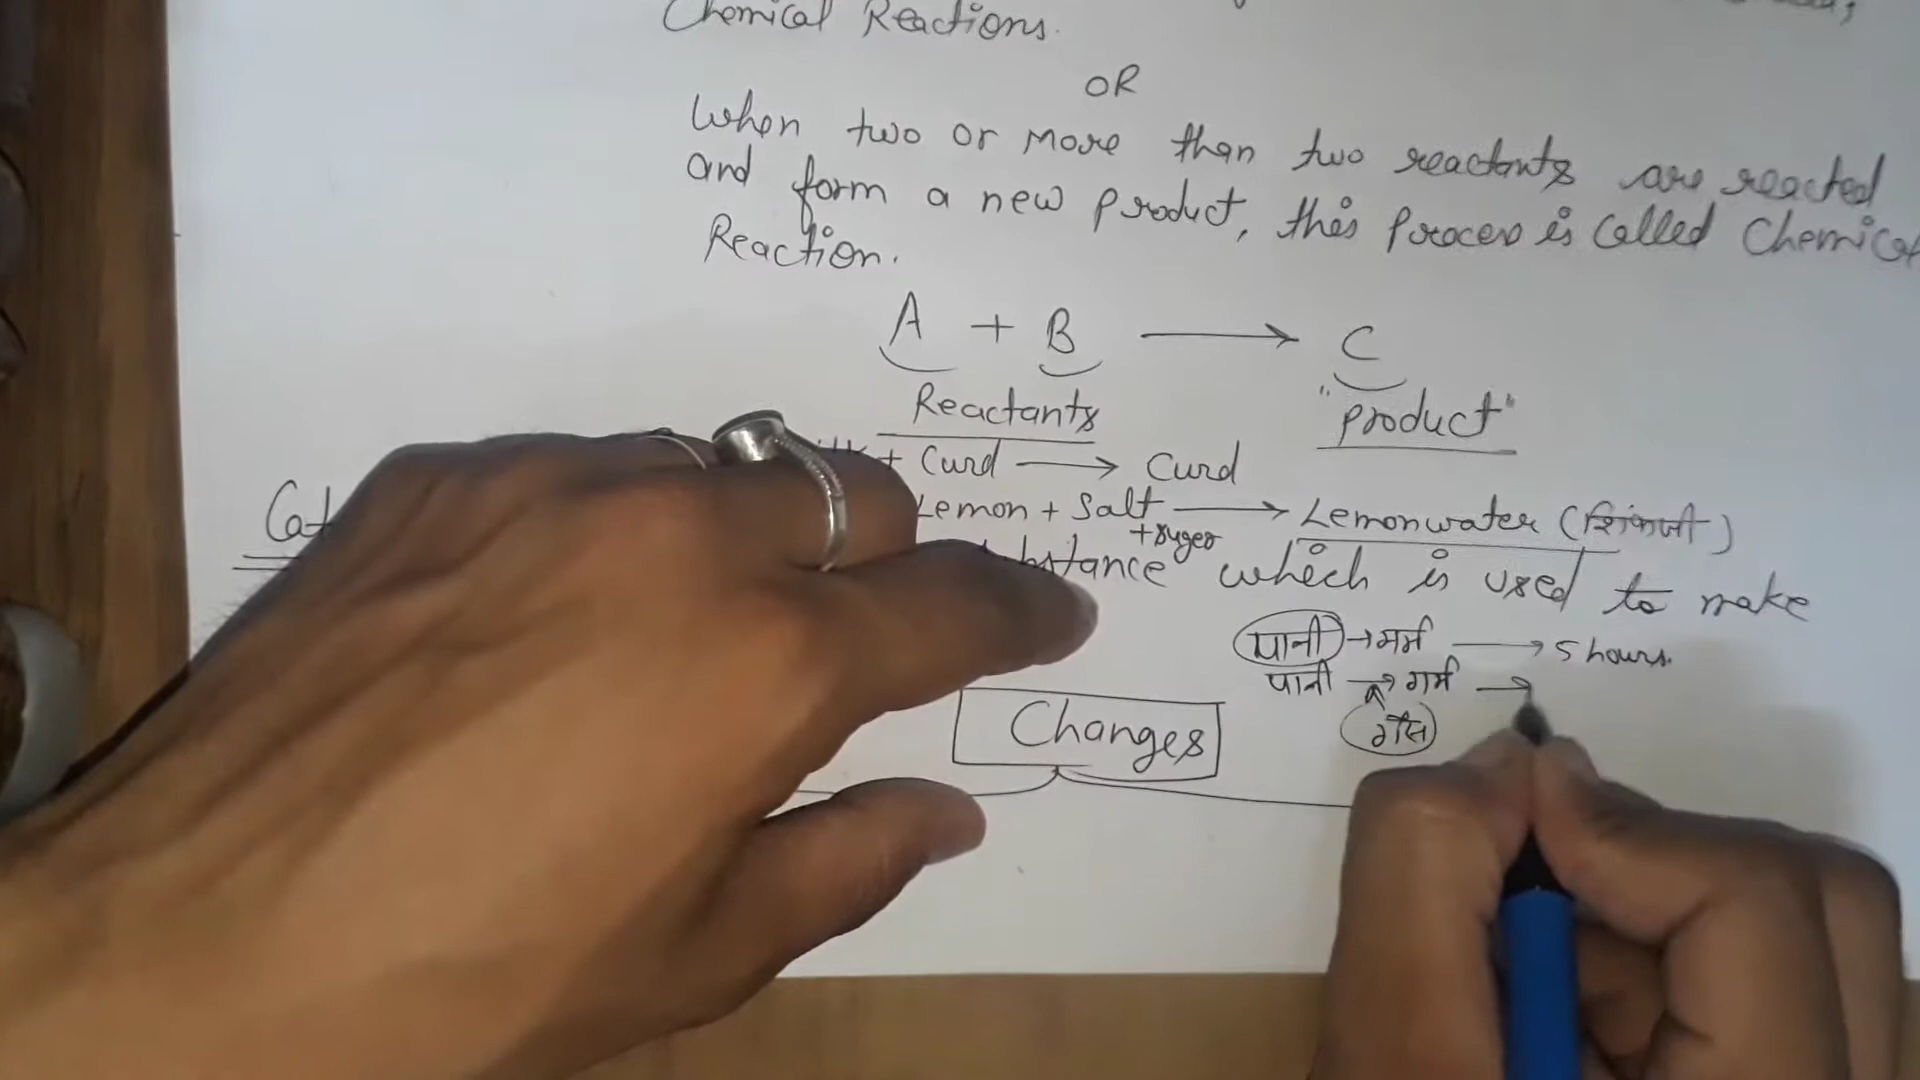 Chemical Reactions.
OR
When two or more than two reactants are reacted
and form a new product, this process is called Chemical
Reaction.
A + B → C
Reactants "product"
+ Curd → Curd
Lemon + Salt → Lemonwater
+ suger
which is used to make
पानी → गर्म → 5 hours.
पानी → गर्म →
गैस
Changes